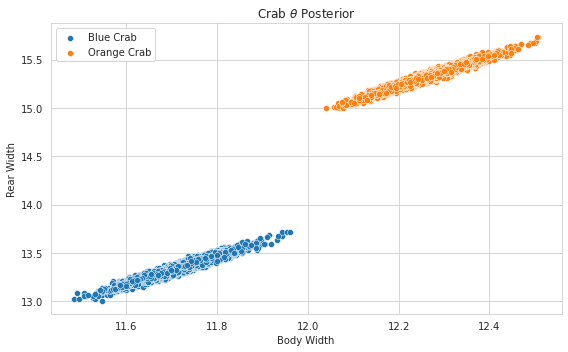 Crab θ Posterior
Blue Crab
Orange Crab
15.5
15.0
14.5
14.0
13.5
13.0
Rear Width
11.6 11.8 12.0 12.2 12.4
Body Width